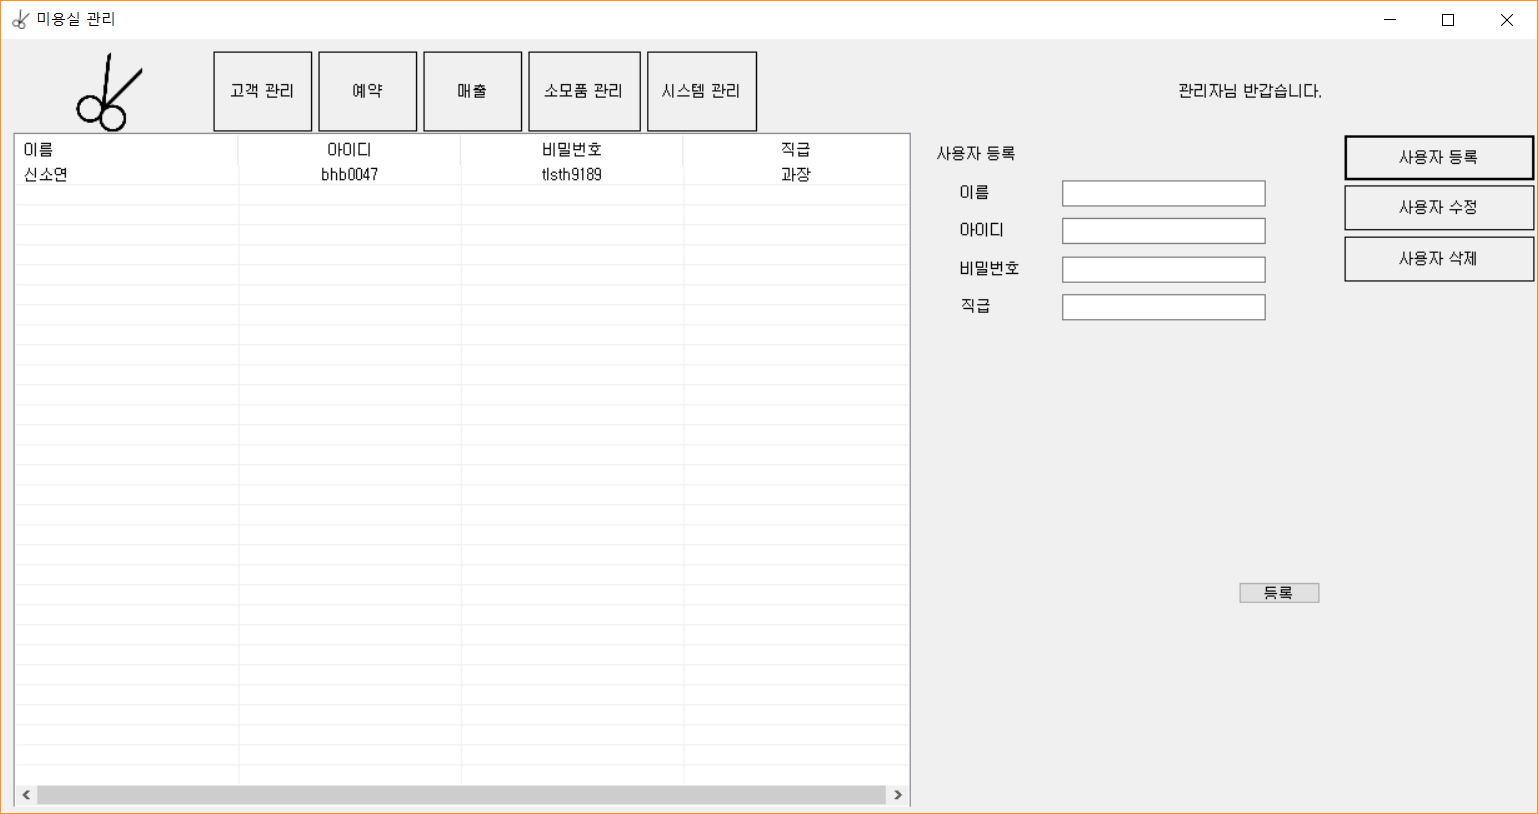 미용실 관리
고객 관리 예약 매출 소모품 관리 시스템 관리 관리자님 반갑습니다.
이름 아이디 비밀번호 직급
신소연 bhb0047 tlsth9189 과장
사용자 등록
이름
아이디
비밀번호
직급
등록
사용자 등록
사용자 수정
사용자 삭제